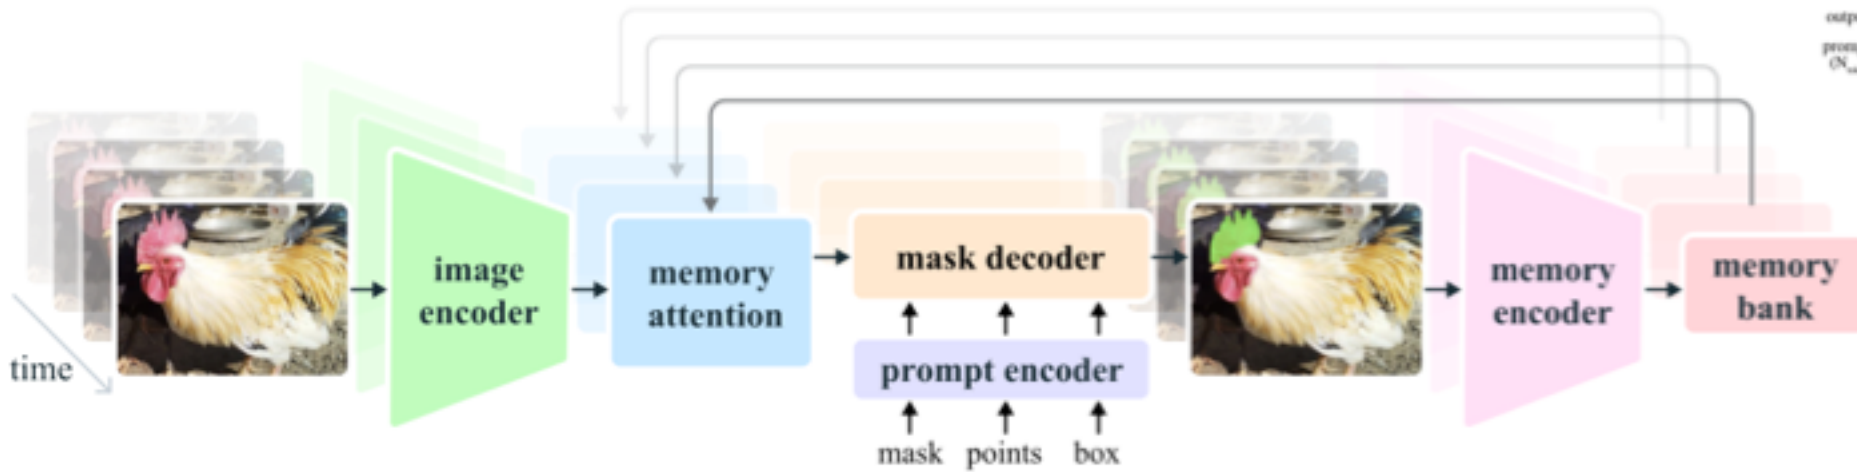 time
image
encoder
memory
attention
mask decoder
prompt encoder
mask points box
memory
encoder
memory
bank